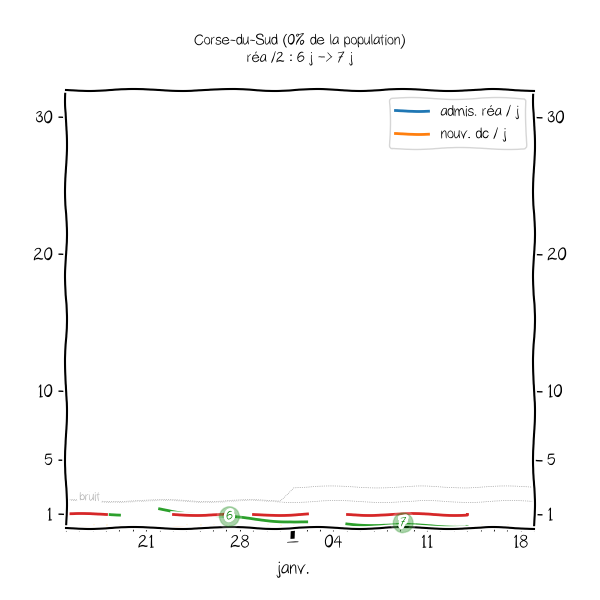 Corse-du-Sud (0% de la population)
réa /2 : 6 j -> 7 j
admis. réa / j
nouv. dc / j
30 30
20 20
10 10
5 5
bruit
1 6 7 1
21 28 04 11 18
janv.